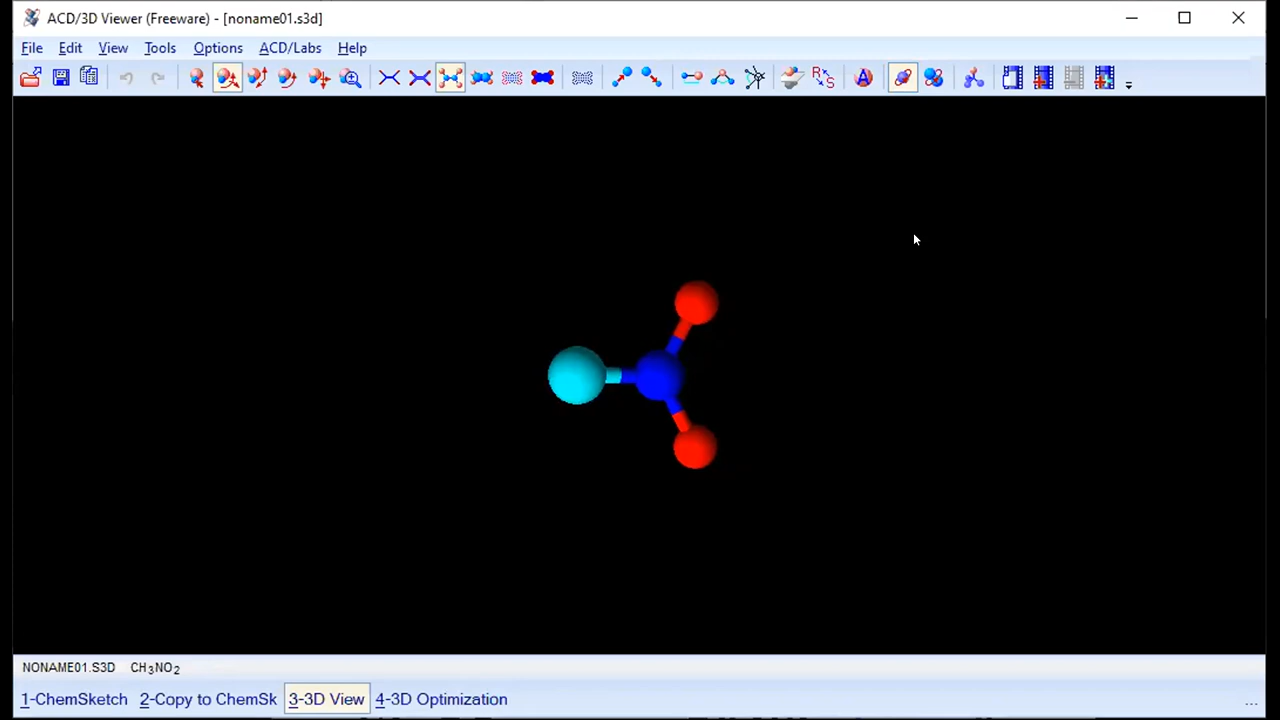 ACD/3D Viewer (Freeware) - [noname01.s3d]
File Edit View Tools Options ACD/Labs Help
NONAME01.S3D CH3NO2
1-ChemSketch 2-Copy to ChemSk 3-3D View 4-3D Optimization ...